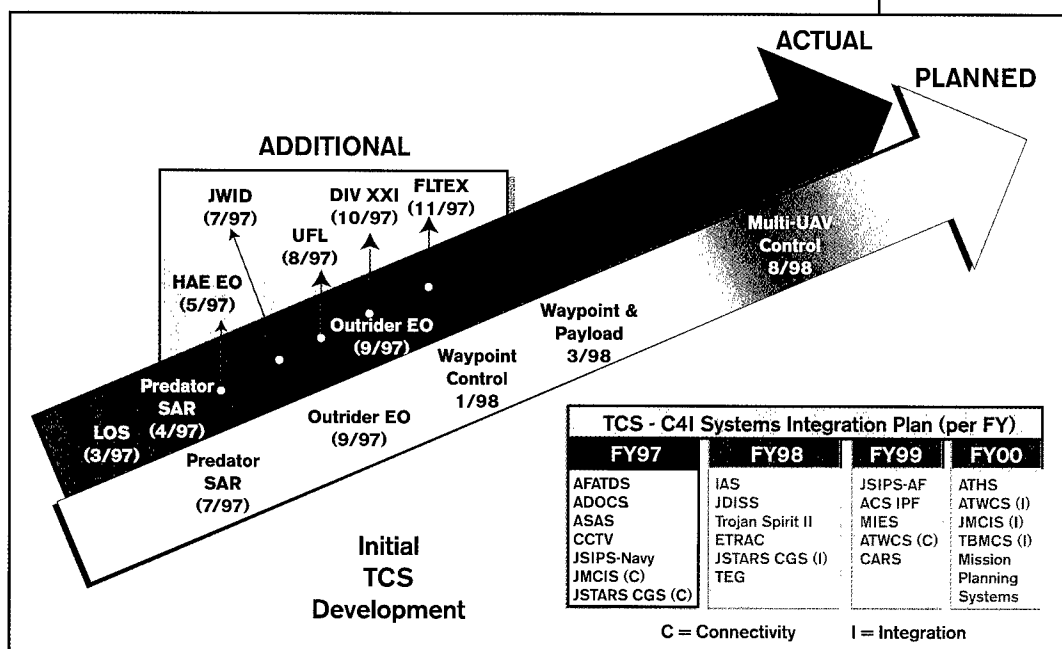 ACTUAL
PLANNED
ADDITIONAL
JWID
(7/97)
DIV XXI
(10/97)
FLTEX
(11/97)
UFL
(8/97)
HAE EO
(5/97)
Multi-UAV
Control
8/98
Outrider EO
(9/97)
Waypoint &
Payload
3/98
Waypoint
Control
1/98
Predator
SAR
(4/97)
LOS
(3/97)
Outrider EO
(9/97)
Predator
SAR
(7/97)
Initial
TCS
Development
TCS - C4I Systems Integration Plan (per FY)
FY97
AFATDS
ADOCS
ASAS
CCTV
JSIPS-Navy
JMCIS (C)
JSTARS CGS (C)
FY98
IAS
JDISS
Trojan Spirit II
ETRAC
JSTARS CGS (I)
TEG
FY99
JSIPS-AF
ACS IPF
MIES
ATWCS (C)
CARS
FY00
ATHS
ATWCS (I)
JMCIS (I)
TBMCS (I)
Mission
Planning
Systems
C = Connectivity I = Integration